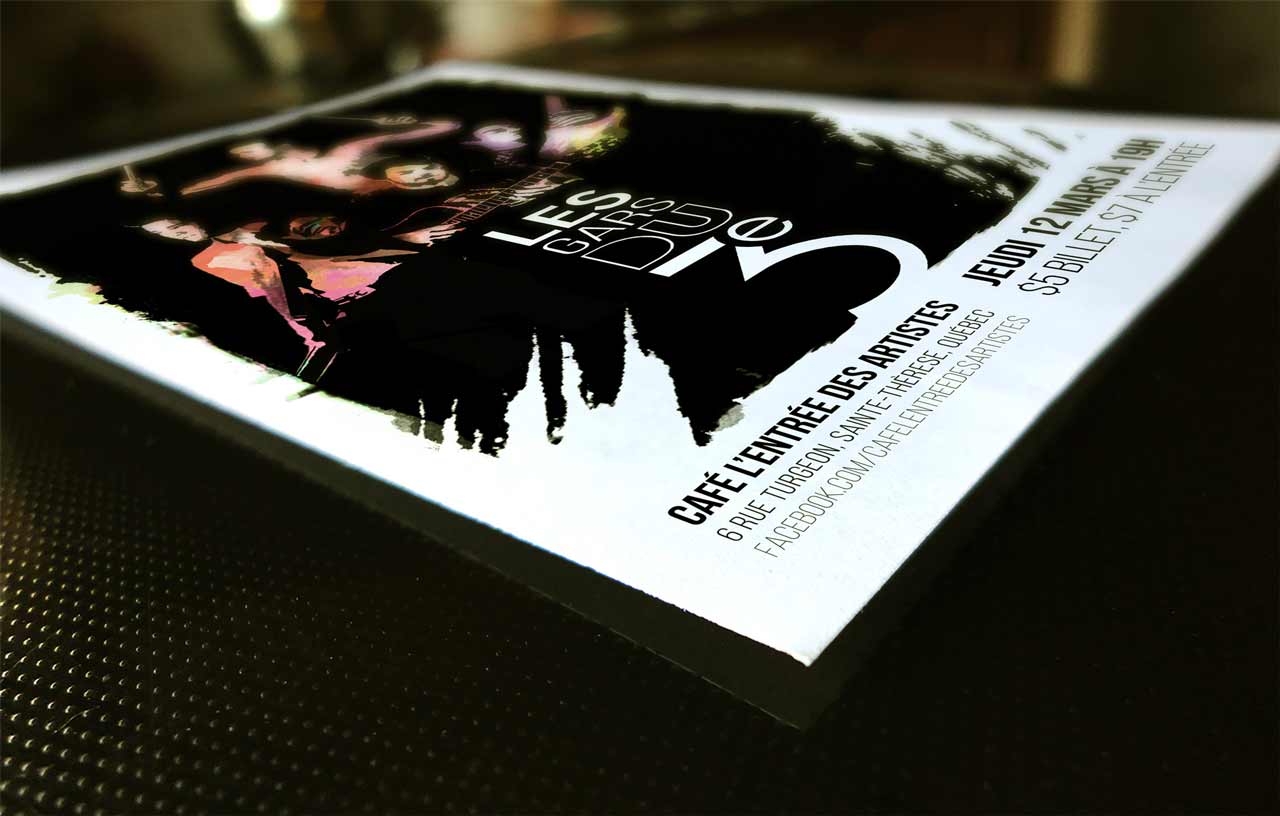 LES
GARS
DU
3e
CAFÉ L'ENTRÉE DES ARTISTES
6 RUE TURGEON, SAINTE-THÉRÈSE, QUÉBEC
FACEBOOK.COM/CAFELENTREEDESARTISTES
JEUDI 12 MARS À 19H
$5 BILLET, $7 À L'ENTRÉE